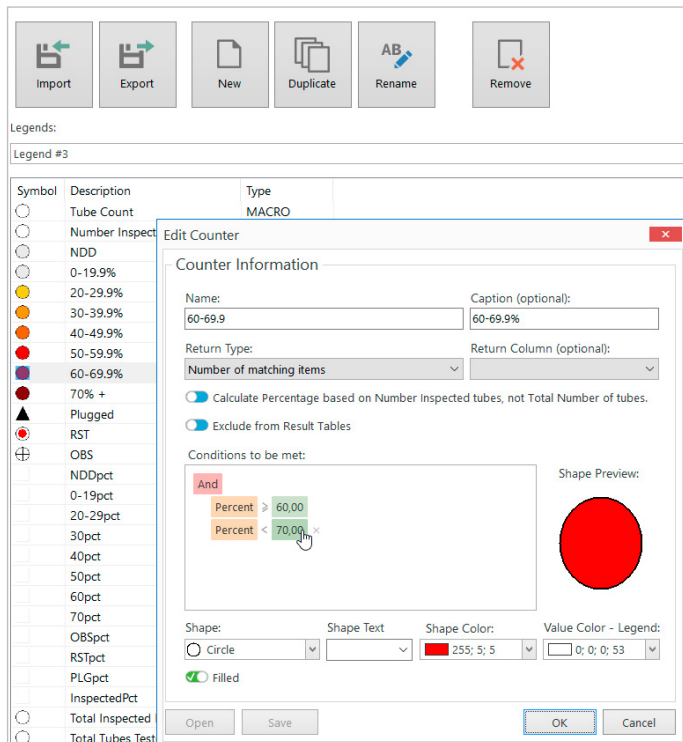 Import Export New Duplicate Rename Remove
AB
Legends:
Legend #3
Symbol Description Type
Tube Count MACRO
Number Inspect
NDD
0-19.9%
20-29.9%
30-39.9%
40-49.9%
50-59.9%
60-69.9%
70% +
Plugged
RST
OBS
NDDpct
0-19pct
20-29pct
30pct
40pct
50pct
60pct
70pct
OBSpct
RSTpct
PLGpct
InspectedPct
Total Inspected
Total Tubes Test
Edit Counter
Counter Information
Name: Caption (optional):
60-69.9 60-69.9%
Return Type: Return Column (optional):
Number of matching items
Calculate Percentage based on Number Inspected tubes, not Total Number of tubes.
Exclude from Result Tables
Conditions to be met:
Shape Preview:
And
Percent ⩾ 60,00
Percent < 70,00 ×
Shape: Shape Text Shape Color: Value Color - Legend:
Circle 255; 5; 5 0; 0; 0; 53
Filled
Open Save OK Cancel